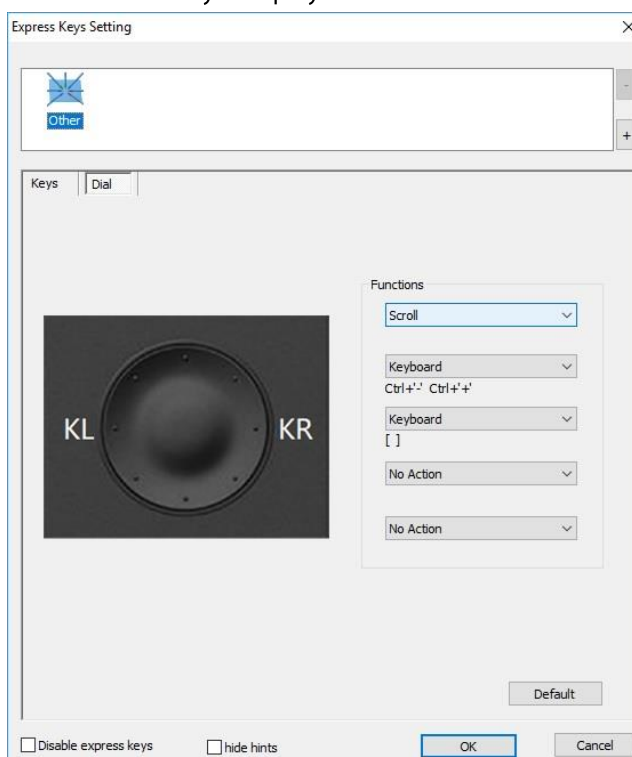 Express Keys Setting
Other
-
+
Keys Dial
Functions
Scroll
Keyboard
Ctrl+'-' Ctrl+'+'
KL KR
Keyboard
[ ]
No Action
No Action
Default
Disable express keys hide hints OK Cancel